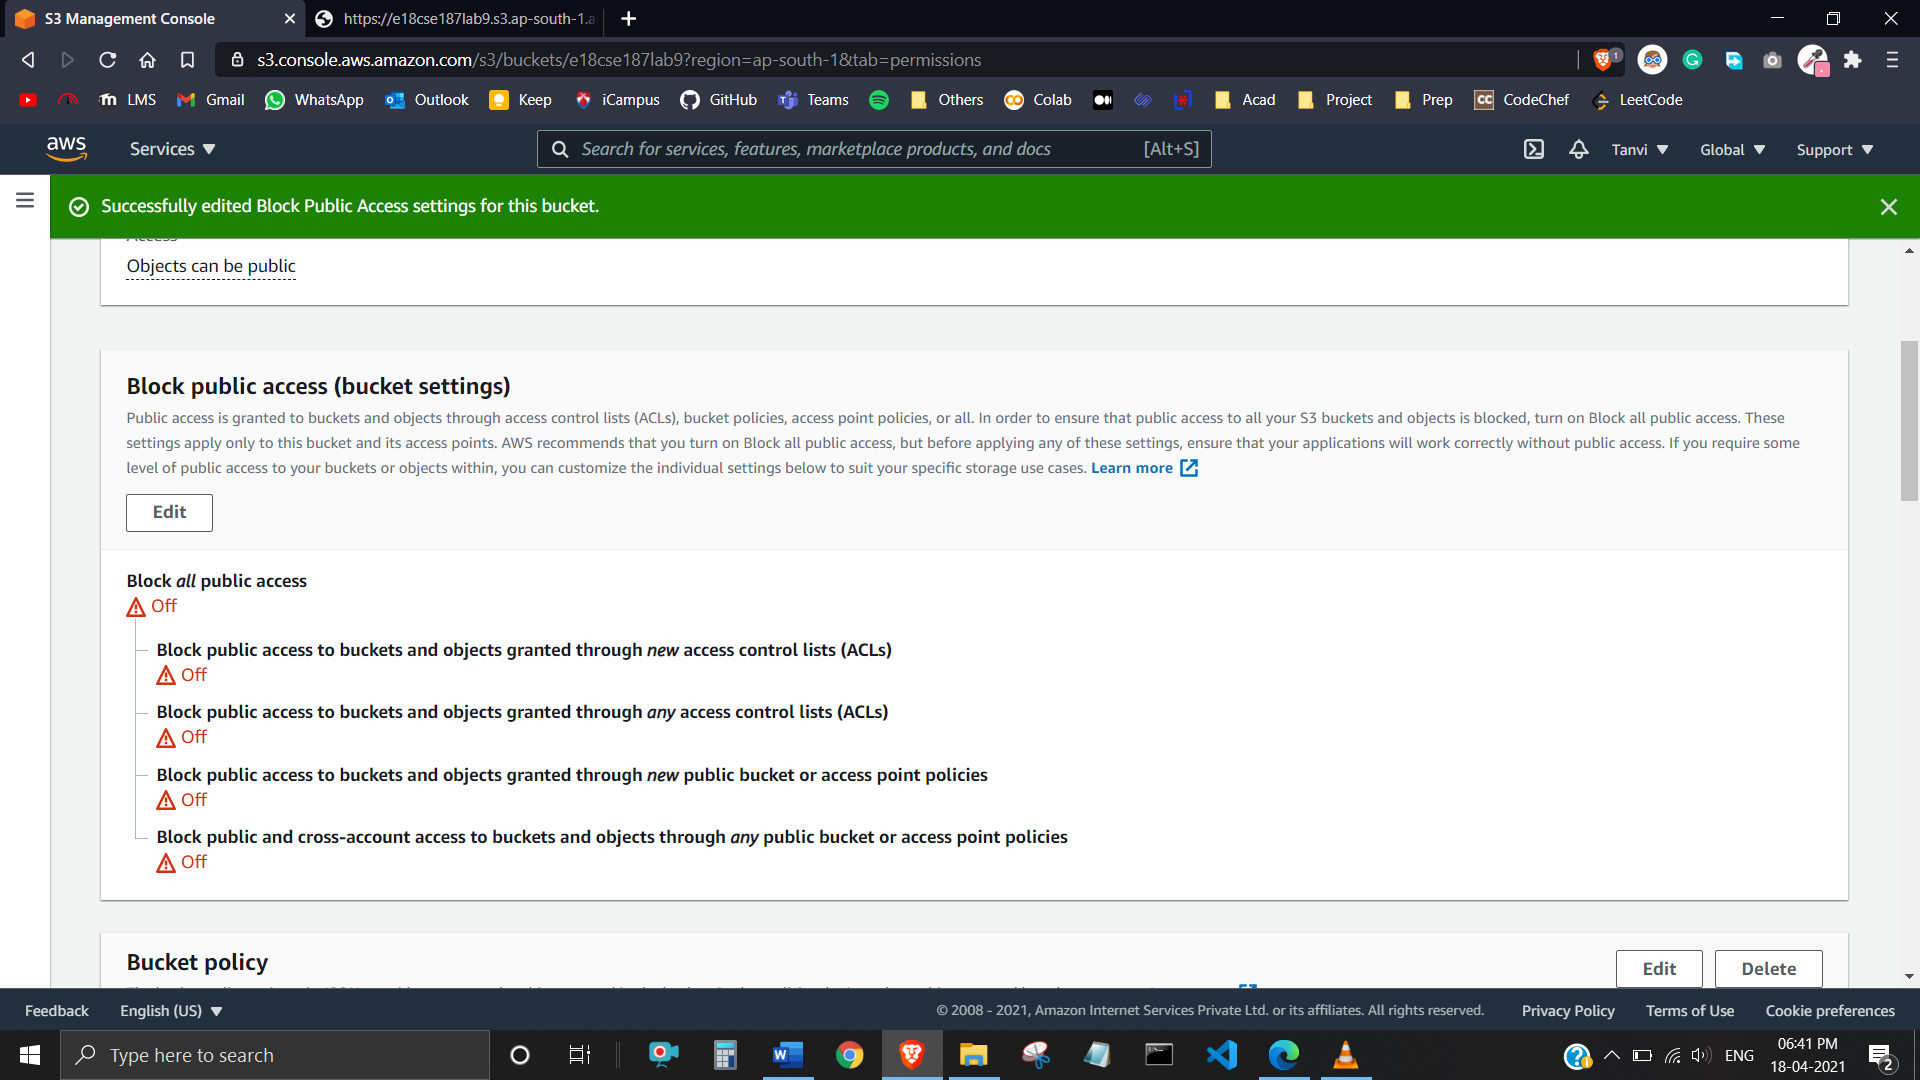 S3 Management Console
https://e18cse187lab9.s3.ap-south-1.a
s3.console.aws.amazon.com/s3/buckets/e18cse187lab9?region=ap-south-1&tab=permissions
1
LMS Gmail WhatsApp Outlook Keep iCampus GitHub Teams Others Colab Acad Project Prep CC CodeChef LeetCode
aws Services Search for services, features, marketplace products, and docs [Alt+S] Tanvi Global Support
Successfully edited Block Public Access settings for this bucket.
Access
Objects can be public
Block public access (bucket settings)
Public access is granted to buckets and objects through access control lists (ACLs), bucket policies, access point policies, or all. In order to ensure that public access to all your S3 buckets and objects is blocked, turn on Block all public access. These
settings apply only to this bucket and its access points. AWS recommends that you turn on Block all public access, but before applying any of these settings, ensure that your applications will work correctly without public access. If you require some
level of public access to your buckets or objects within, you can customize the individual settings below to suit your specific storage use cases. Learn more
Edit
Block all public access
Off
Block public access to buckets and objects granted through new access control lists (ACLs)
Off
Block public access to buckets and objects granted through any access control lists (ACLs)
Off
Block public access to buckets and objects granted through new public bucket or access point policies
Off
Block public and cross-account access to buckets and objects through any public bucket or access point policies
Off
Bucket policy
Edit Delete
Feedback English (US) © 2008 - 2021, Amazon Internet Services Private Ltd. or its affiliates. All rights reserved. Privacy Policy Terms of Use Cookie preferences
Type here to search
ENG
06:41 PM
18-04-2021
2